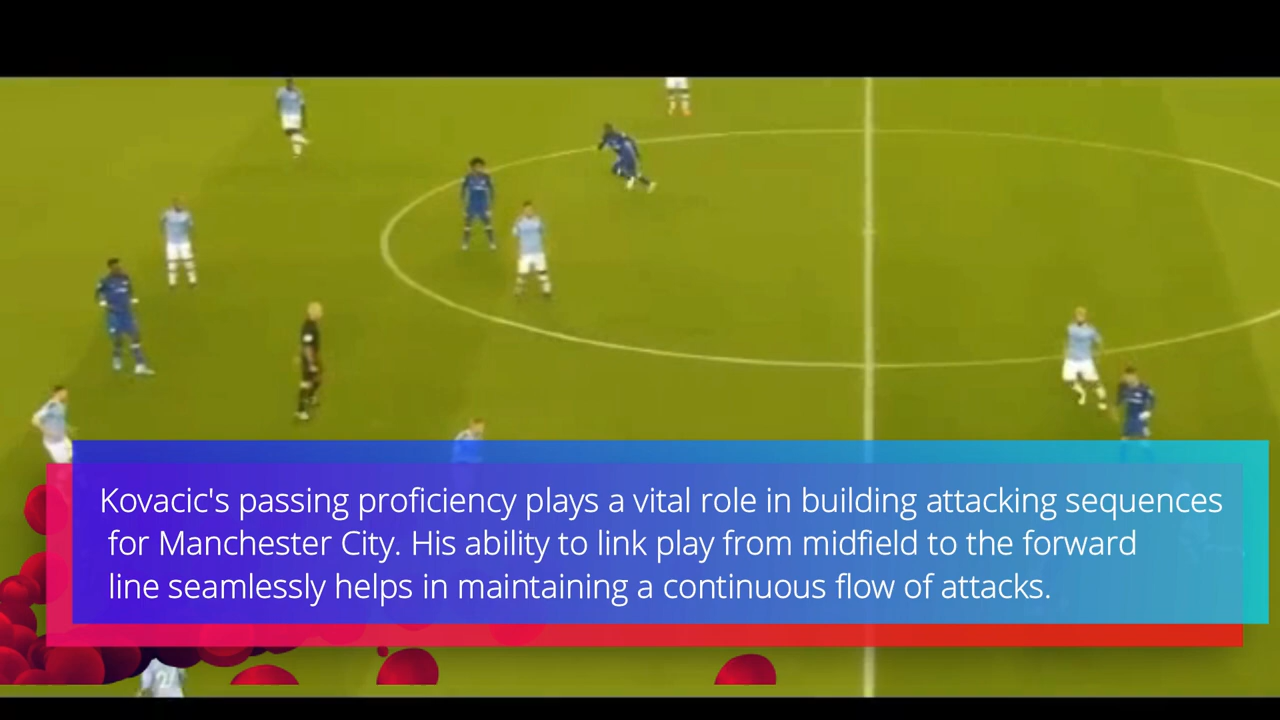 Kovacic's passing proficiency plays a vital role in building attacking sequences
for Manchester City. His ability to link play from midfield to the forward
line seamlessly helps in maintaining a continuous flow of attacks.